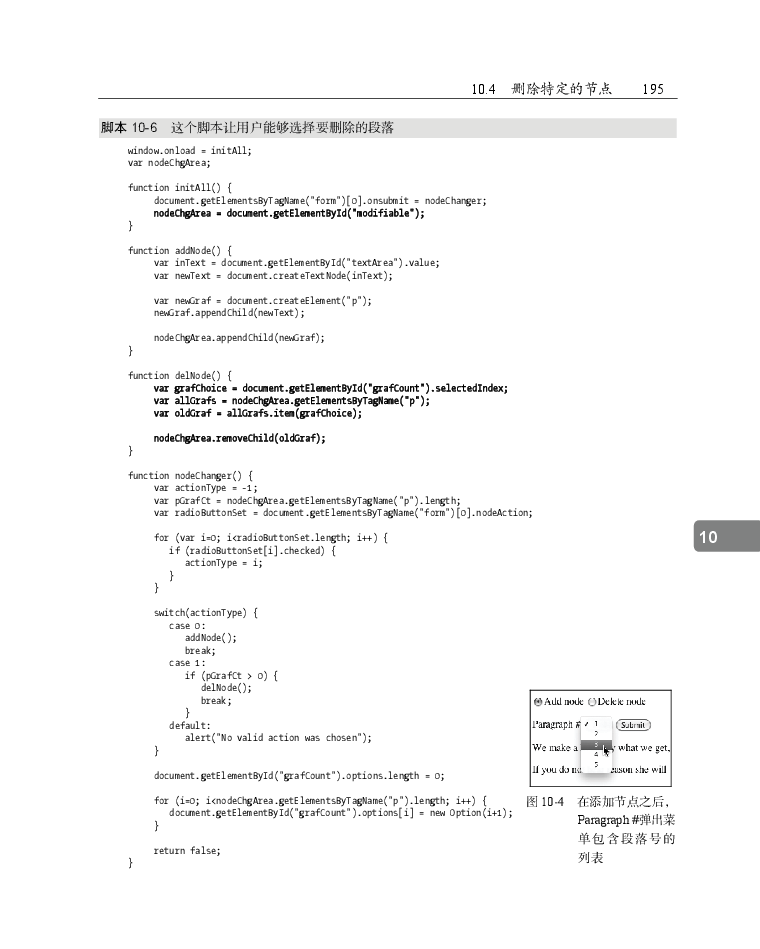 10.4 删除特定的节点 195
脚本 10-6 这个脚本让用户能够选择要删除的段落
window.onload = initAll;
var nodeChgArea;
function initAll() {
document.getElementsByTagName("form")[0].onsubmit = nodeChanger;
nodeChgArea = document.getElementById("modifiable");
}
function addNode() {
var inText = document.getElementById("textArea").value;
var newText = document.createTextNode(inText);
var newGraf = document.createElement("p");
newGraf.appendChild(newText);
nodeChgArea.appendChild(newGraf);
}
function delNode() {
var grafChoice = document.getElementById("grafCount").selectedIndex;
var allGrafs = nodeChgArea.getElementsByTagName("p");
var oldGraf = allGrafs.item(grafChoice);
nodeChgArea.removeChild(oldGraf);
}
function nodeChanger() {
var actionType = -1;
var pGrafCt = nodeChgArea.getElementsByTagName("p").length;
var radioButtonSet = document.getElementsByTagName("form")[0].nodeAction;
for (var i=0; i<radioButtonSet.length; i++) {
if (radioButtonSet[i].checked) {
actionType = i;
}
}
switch(actionType) {
case 0:
addNode();
break;
case 1:
if (pGrafCt > 0) {
delNode();
break;
}
default:
alert("No valid action was chosen");
}
document.getElementById("grafCount").options.length = 0;
for (i=0; i<nodeChgArea.getElementsByTagName("p").length; i++) {
document.getElementById("grafCount").options[i] = new Option(i+1);
}
return false;
}
10
Add node Delete node
Paragraph # ✓ 1 Submit
2
3
We make a y what we get,
4
If you do no eason she will
5
图 10-4 在添加节点之后，
Paragraph #弹出菜
单包含段落号的
列表